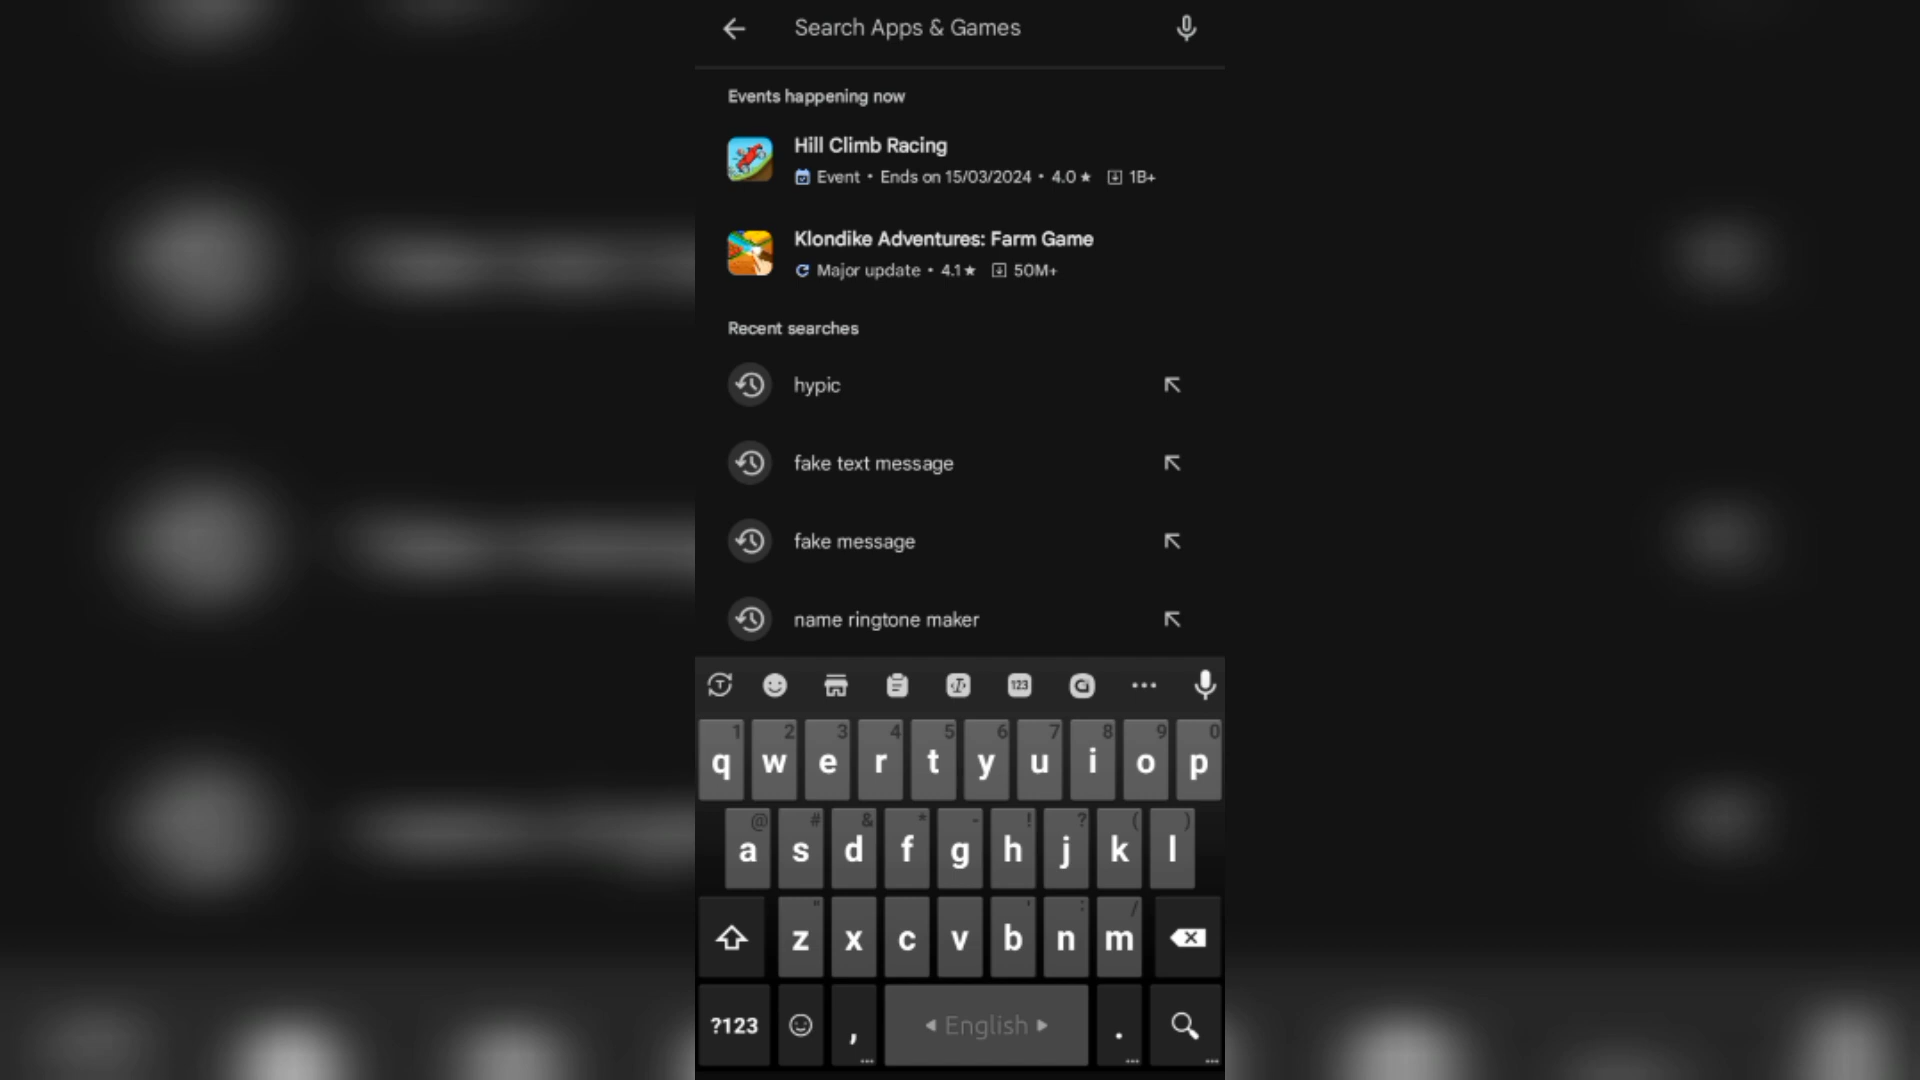 Search Apps & Games
Events happening now
Hill Climb Racing
Event • Ends on 15/03/2024 • 4.0 ★ 1B+
Klondike Adventures: Farm Game
Major update • 4.1 ★ 50M+
Recent searches
hypic
fake text message
fake message
name ringtone maker
123
1 2 3 4 5 6 7 8 9 0
q w e r t y u i o p
@ # & * - ! ? ( )
a s d f g h j k l
" ' : /
z x c v b n m
?123 , English .